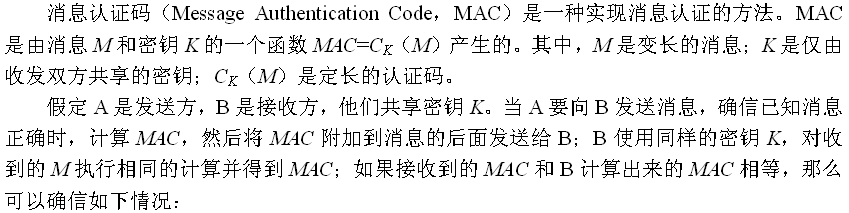 消息认证码（Message Authentication Code，MAC）是一种实现消息认证的方法。MAC
是由消息 M 和密钥 K 的一个函数 MAC=CK（M）产生的。其中，M 是变长的消息；K 是仅由
收发双方共享的密钥；CK（M）是定长的认证码。
假定 A 是发送方，B 是接收方，他们共享密钥 K。当 A 要向 B 发送消息，确信已知消息
正确时，计算 MAC，然后将 MAC 附加到消息的后面发送给 B；B 使用同样的密钥 K，对收
到的 M 执行相同的计算并得到 MAC；如果接收到的 MAC 和 B 计算出来的 MAC 相等，那么
可以确信如下情况：